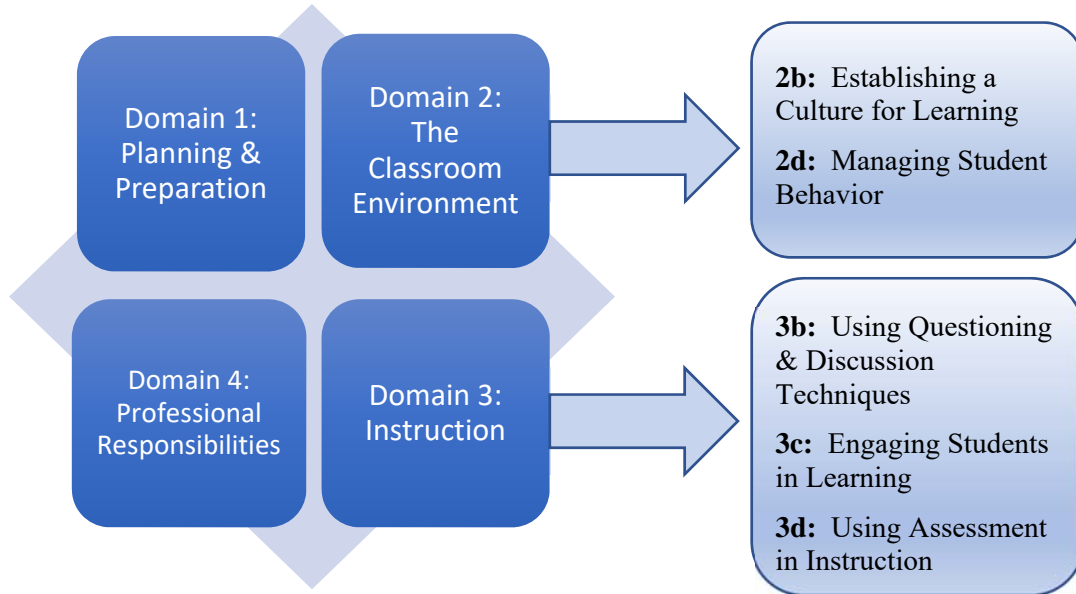 Domain 1:
Planning &
Preparation
Domain 2:
The
Classroom
Environment
2b: Establishing a
Culture for Learning
2d: Managing Student
Behavior
Domain 4:
Professional
Responsibilities
Domain 3:
Instruction
3b: Using Questioning
& Discussion
Techniques
3c: Engaging Students
in Learning
3d: Using Assessment
in Instruction